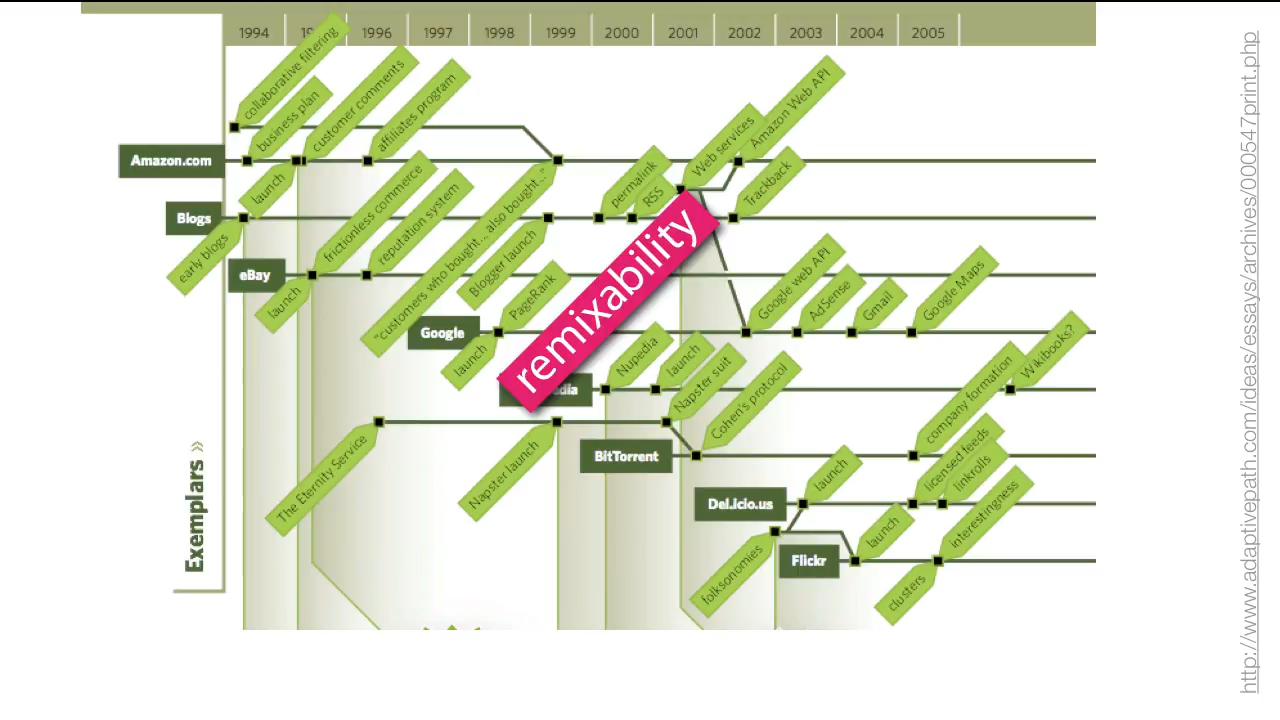 1994
1996
1997
1998
1999
2000
2001
2002
2003
2004
2005
collaborative filtering
business plan
customer comments
affiliates program
Web services
Amazon Web API
Amazon.com
launch
"customers who bought... also bought..."
permalink
RSS
Trackback
Blogs
early blogs
frictionless commerce
reputation system
Blogger launch
eBay
launch
PageRank
Google web API
AdSense
Gmail
Google Maps
Google
launch
remixability
Nupedia
launch
Napster suit
Cohen's protocol
company formation
Wikibooks?
The Eternity Service
Napster launch
BitTorrent
launch
licensed feeds
linkrolls
Del.icio.us
folksonomies
launch
interestingness
Flickr
clusters
Exemplars »
http://www.adaptivepath.com/ideas/essays/archives/000547print.php